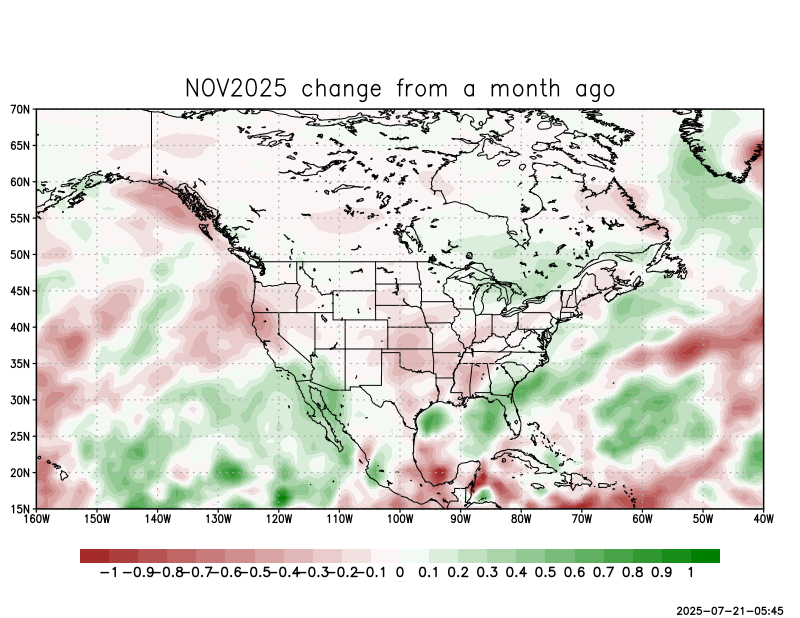 NOV2025 change from a month ago
70N
65N
60N
55N
50N
45N
40N
35N
30N
25N
20N
15N
160W 150W 140W 130W 120W 110W 100W 90W 80W 70W 60W 50W 40W
-1 -0.9 -0.8 -0.7 -0.6 -0.5 -0.4 -0.3 -0.2 -0.1 0 0.1 0.2 0.3 0.4 0.5 0.6 0.7 0.8 0.9 1
2025-07-21-05:45